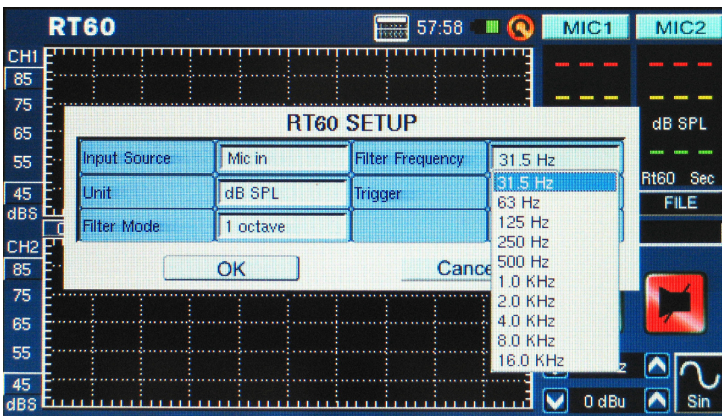 RT60 57:58 MIC1 MIC2
CH1
85
75
65
55
45
dBS
dB SPL
Rt60 Sec
FILE
RT60 SETUP
Input Source Mic in Filter Frequency 31.5 Hz
Unit dB SPL Trigger
Filter Mode 1 octave
31.5 Hz
63 Hz
125 Hz
250 Hz
500 Hz
1.0 KHz
2.0 KHz
4.0 KHz
8.0 KHz
16.0 KHz
OK Cance
CH2
85
75
65
55
45
dBS
z
0 dBu Sin